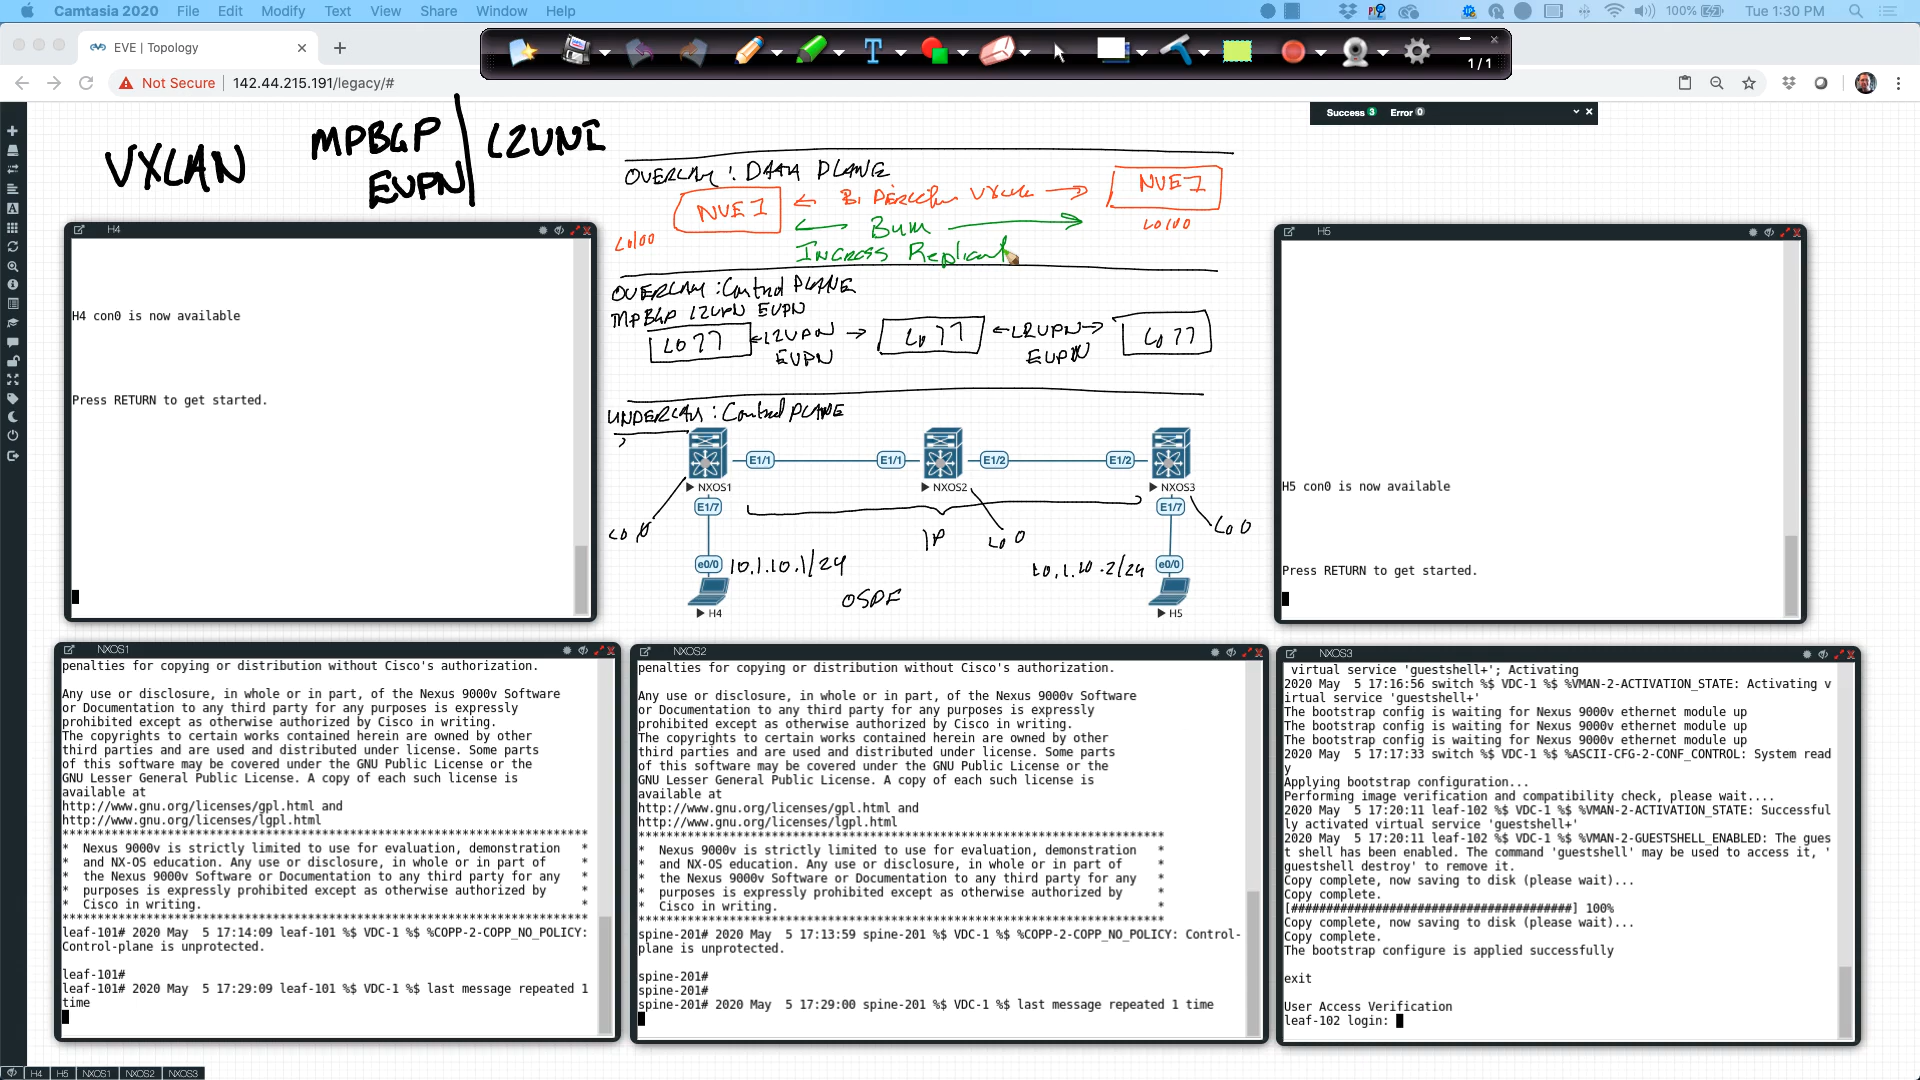 Camtasia 2020 File Edit Modify Text View Share Window Help 100% Tue 1:30 PM
EVE | Topology
1/1
Not Secure 142.44.215.191/legacy/#
Success 3 Error 0
VXLAN
MPBGP
EVPN
L2VNI
OVERLAY : DATA PLANE
NVE1
Bi Direction VXLAN
NVE1
Lo100
BUM
Lo100
INGRESS Replicat
OVERLAY : Control PLANE
MPBGP L2VPN EVPN
Lo 77
L2VPN
EVPN
Lo 77
L2VPN
EVPN
Lo 77
UNDERLAY : Control PLANE
E1/1
E1/1
E1/2
E1/2
NXOS1
NXOS2
NXOS3
E1/7
E1/7
Lo 0
IP
Lo 0
Lo 0
e0/0
10.1.10.1/24
10.1.10.2/24
e0/0
OSPF
H4
H5
H4
H4 con0 is now available
Press RETURN to get started.
H5
H5 con0 is now available
Press RETURN to get started.
NXOS1
penalties for copying or distribution without Cisco's authorization.
Any use or disclosure, in whole or in part, of the Nexus 9000v Software
or Documentation to any third party for any purposes is expressly
prohibited except as otherwise authorized by Cisco in writing.
The copyrights to certain works contained herein are owned by other
third parties and are used and distributed under license. Some parts
of this software may be covered under the GNU Public License or the
GNU Lesser General Public License. A copy of each such license is
available at
http://www.gnu.org/licenses/gpl.html and
http://www.gnu.org/licenses/lgpl.html
***************************************************************************
* Nexus 9000v is strictly limited to use for evaluation, demonstration *
* and NX-OS education. Any use or disclosure, in whole or in part of *
* the Nexus 9000v Software or Documentation to any third party for any *
* purposes is expressly prohibited except as otherwise authorized by *
* Cisco in writing. *
***************************************************************************
leaf-101# 2020 May  5 17:14:09 leaf-101 %$ VDC-1 %$ %COPP-2-COPP_NO_POLICY:
Control-plane is unprotected.
leaf-101#
leaf-101# 2020 May  5 17:29:09 leaf-101 %$ VDC-1 %$ last message repeated 1
time
NXOS2
penalties for copying or distribution without Cisco's authorization.
Any use or disclosure, in whole or in part, of the Nexus 9000v Software
or Documentation to any third party for any purposes is expressly
prohibited except as otherwise authorized by Cisco in writing.
The copyrights to certain works contained herein are owned by other
third parties and are used and distributed under license. Some parts
of this software may be covered under the GNU Public License or the
GNU Lesser General Public License. A copy of each such license is
available at
http://www.gnu.org/licenses/gpl.html and
http://www.gnu.org/licenses/lgpl.html
***************************************************************************
* Nexus 9000v is strictly limited to use for evaluation, demonstration *
* and NX-OS education. Any use or disclosure, in whole or in part of *
* the Nexus 9000v Software or Documentation to any third party for any *
* purposes is expressly prohibited except as otherwise authorized by *
* Cisco in writing. *
***************************************************************************
spine-201# 2020 May  5 17:13:59 spine-201 %$ VDC-1 %$ %COPP-2-COPP_NO_POLICY: Control-
plane is unprotected.
spine-201#
spine-201#
spine-201# 2020 May  5 17:29:00 spine-201 %$ VDC-1 %$ last message repeated 1 time
NXOS3
virtual service 'guestshell+'; Activating
2020 May  5 17:16:56 switch %$ VDC-1 %$ %VMAN-2-ACTIVATION_STATE: Activating v
irtual service 'guestshell+'
The bootstrap config is waiting for Nexus 9000v ethernet module up
The bootstrap config is waiting for Nexus 9000v ethernet module up
The bootstrap config is waiting for Nexus 9000v ethernet module up
2020 May  5 17:17:33 switch %$ VDC-1 %$ %ASCII-CFG-2-CONF_CONTROL: System read
y
Applying bootstrap configuration...
Performing image verification and compatibility check, please wait....
2020 May  5 17:20:11 leaf-102 %$ VDC-1 %$ %VMAN-2-ACTIVATION_STATE: Successful
ly activated virtual service 'guestshell+'
2020 May  5 17:20:11 leaf-102 %$ VDC-1 %$ %VMAN-2-GUESTSHELL_ENABLED: The gues
t shell has been enabled. The command 'guestshell' may be used to access it, '
guestshell destroy' to remove it.
Copy complete, now saving to disk (please wait)...
Copy complete.
[########################################] 100%
Copy complete, now saving to disk (please wait)...
Copy complete.
The bootstrap configure is applied successfully
exit
User Access Verification
leaf-102 login:
H4 H5 NXOS1 NXOS2 NXOS3